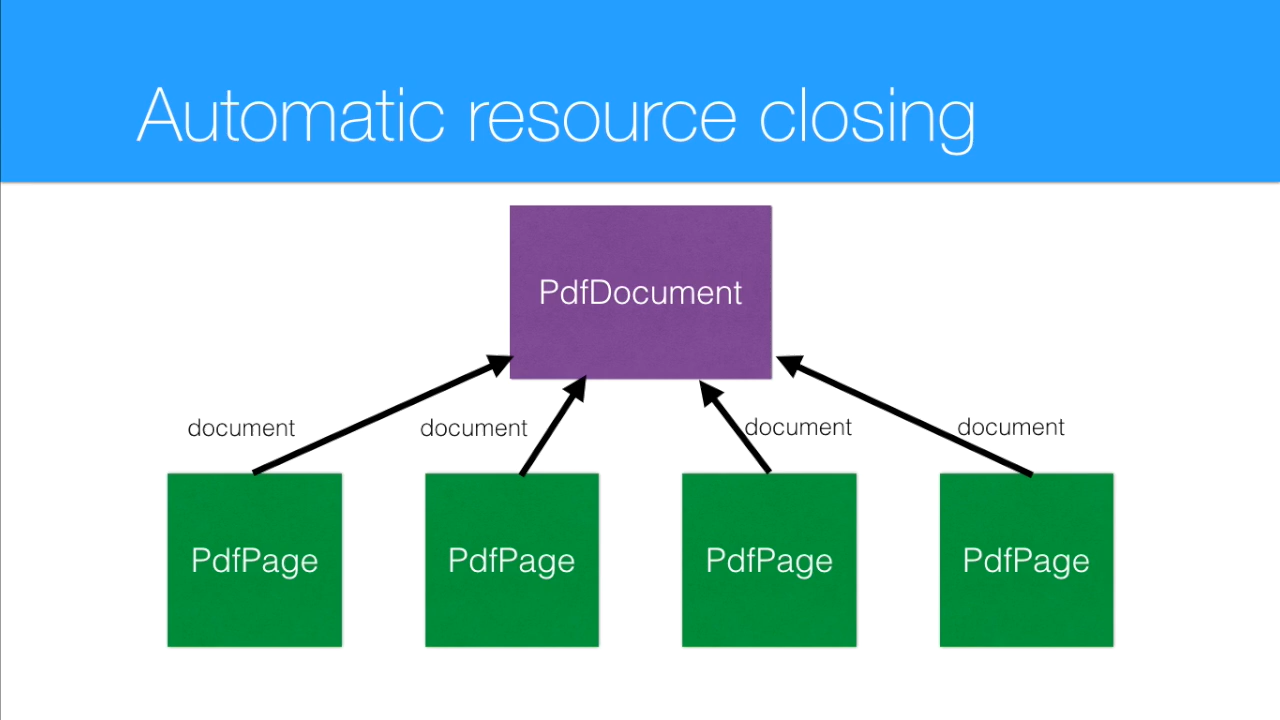 Automatic resource closing
PdfDocument
document
document
document
document
PdfPage
PdfPage
PdfPage
PdfPage